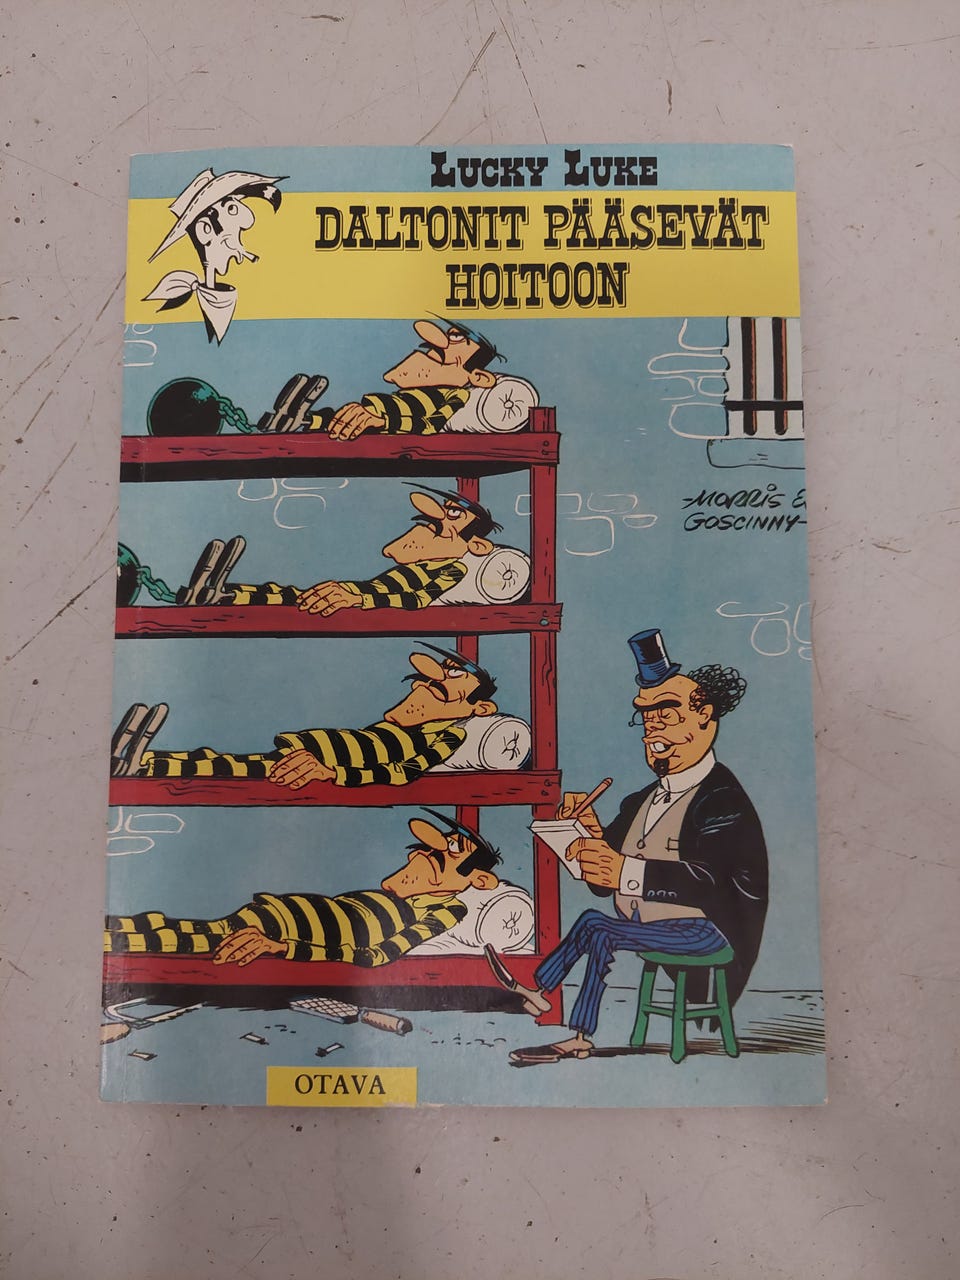 LUCKY LUKE
DALTONIT PÄÄSEVÄT
HOITOON
-MORRIS &
GOSCINNY-
OTAVA